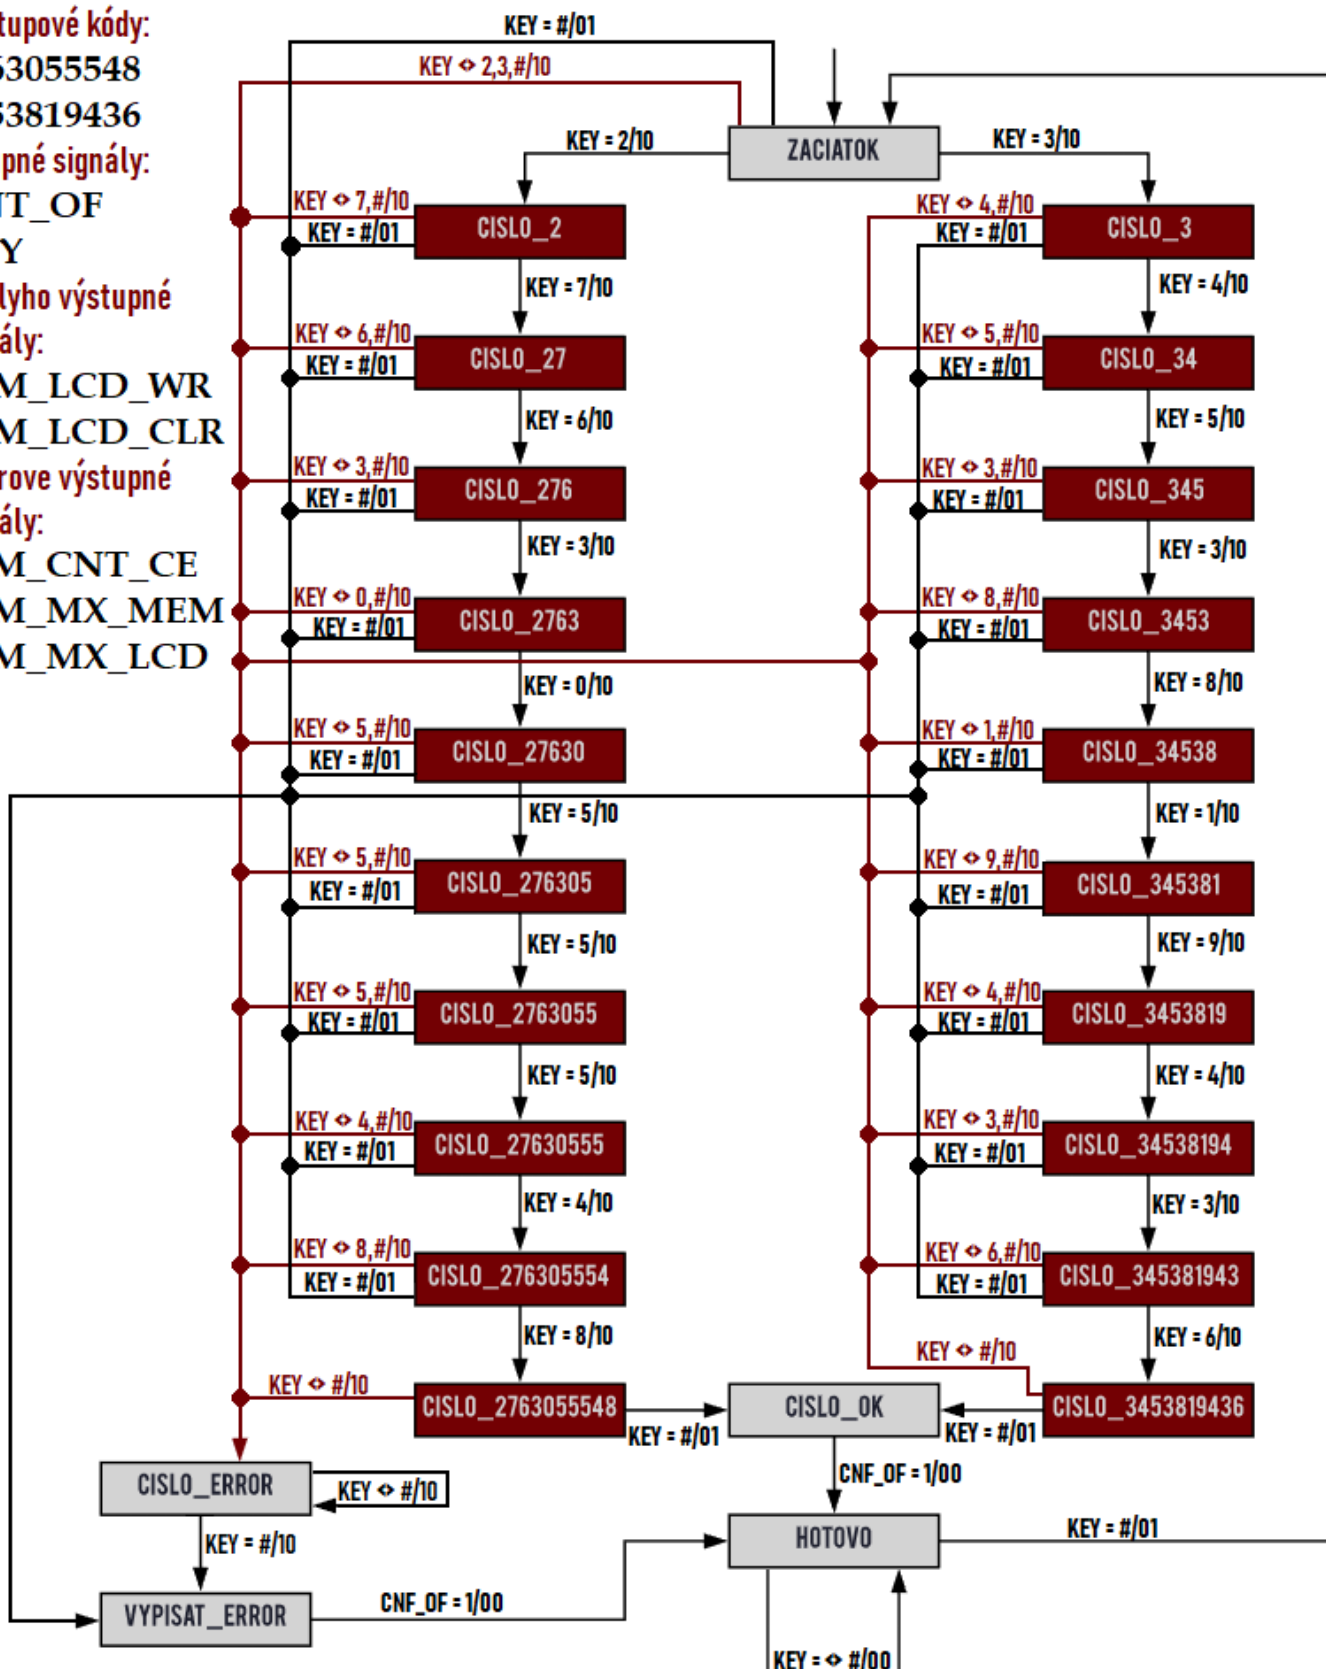 tupové kódy:
63055548
53819436
pné signály:
NT_OF
Y
lyho výstupné
ály:
M_LCD_WR
M_LCD_CLR
rove výstupné
ály:
M_CNT_CE
M_MX_MEM
M_MX_LCD
KEY = #/01
KEY <> 2,3,#/10
ZACIATOK
KEY = 2/10
KEY = 3/10
KEY <> 7,#/10
KEY = #/01
CISLO_2
KEY <> 4,#/10
KEY = #/01
CISLO_3
KEY = 7/10
KEY = 4/10
KEY <> 6,#/10
KEY = #/01
CISLO_27
KEY <> 5,#/10
KEY = #/01
CISLO_34
KEY = 6/10
KEY = 5/10
KEY <> 3,#/10
KEY = #/01
CISLO_276
KEY <> 3,#/10
KEY = #/01
CISLO_345
KEY = 3/10
KEY = 3/10
KEY <> 0,#/10
KEY = #/01
CISLO_2763
KEY <> 8,#/10
KEY = #/01
CISLO_3453
KEY = 0/10
KEY = 8/10
KEY <> 5,#/10
KEY = #/01
CISLO_27630
KEY <> 1,#/10
KEY = #/01
CISLO_34538
KEY = 5/10
KEY = 1/10
KEY <> 5,#/10
KEY = #/01
CISLO_276305
KEY <> 9,#/10
KEY = #/01
CISLO_345381
KEY = 5/10
KEY = 9/10
KEY <> 5,#/10
KEY = #/01
CISLO_2763055
KEY <> 4,#/10
KEY = #/01
CISLO_3453819
KEY = 5/10
KEY = 4/10
KEY <> 4,#/10
KEY = #/01
CISLO_27630555
KEY <> 3,#/10
KEY = #/01
CISLO_34538194
KEY = 4/10
KEY = 3/10
KEY <> 8,#/10
KEY = #/01
CISLO_276305554
KEY <> 6,#/10
KEY = #/01
CISLO_345381943
KEY = 8/10
KEY = 6/10
KEY <> #/10
CISLO_2763055548
KEY = #/01
CISLO_OK
KEY <> #/10
KEY = #/01
CISLO_3453819436
CISLO_ERROR
KEY <> #/10
CNF_OF = 1/00
KEY = #/10
HOTOVO
KEY = #/01
VYPISAT_ERROR
CNF_OF = 1/00
KEY = <> #/00